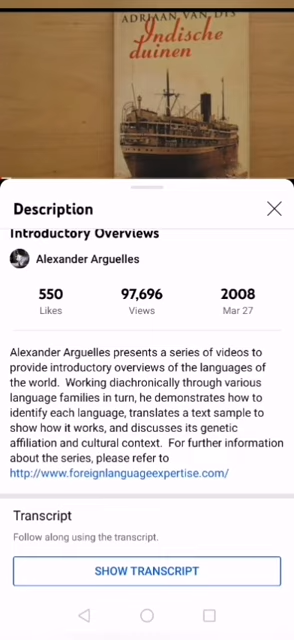 ADRIAAN VAN DIS
Indische
duinen
Description
Introductory Overviews
Alexander Arguelles
550
97,696
2008
Likes
Views
Mar 27
Alexander Arguelles presents a series of videos to
provide introductory overviews of the languages of
the world. Working diachronically through various
language families in turn, he demonstrates how to
identify each language, translates a text sample to
show how it works, and discusses its genetic
affiliation and cultural context. For further information
about the series, please refer to
http://www.foreignlanguageexpertise.com/
Transcript
Follow along using the transcript.
SHOW TRANSCRIPT